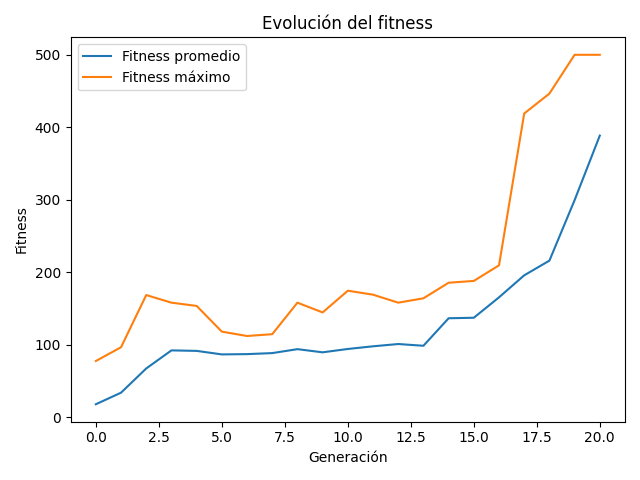 Evolución del fitness
Fitness promedio
Fitness máximo
Fitness
500
400
300
200
100
0
0.0 2.5 5.0 7.5 10.0 12.5 15.0 17.5 20.0
Generación